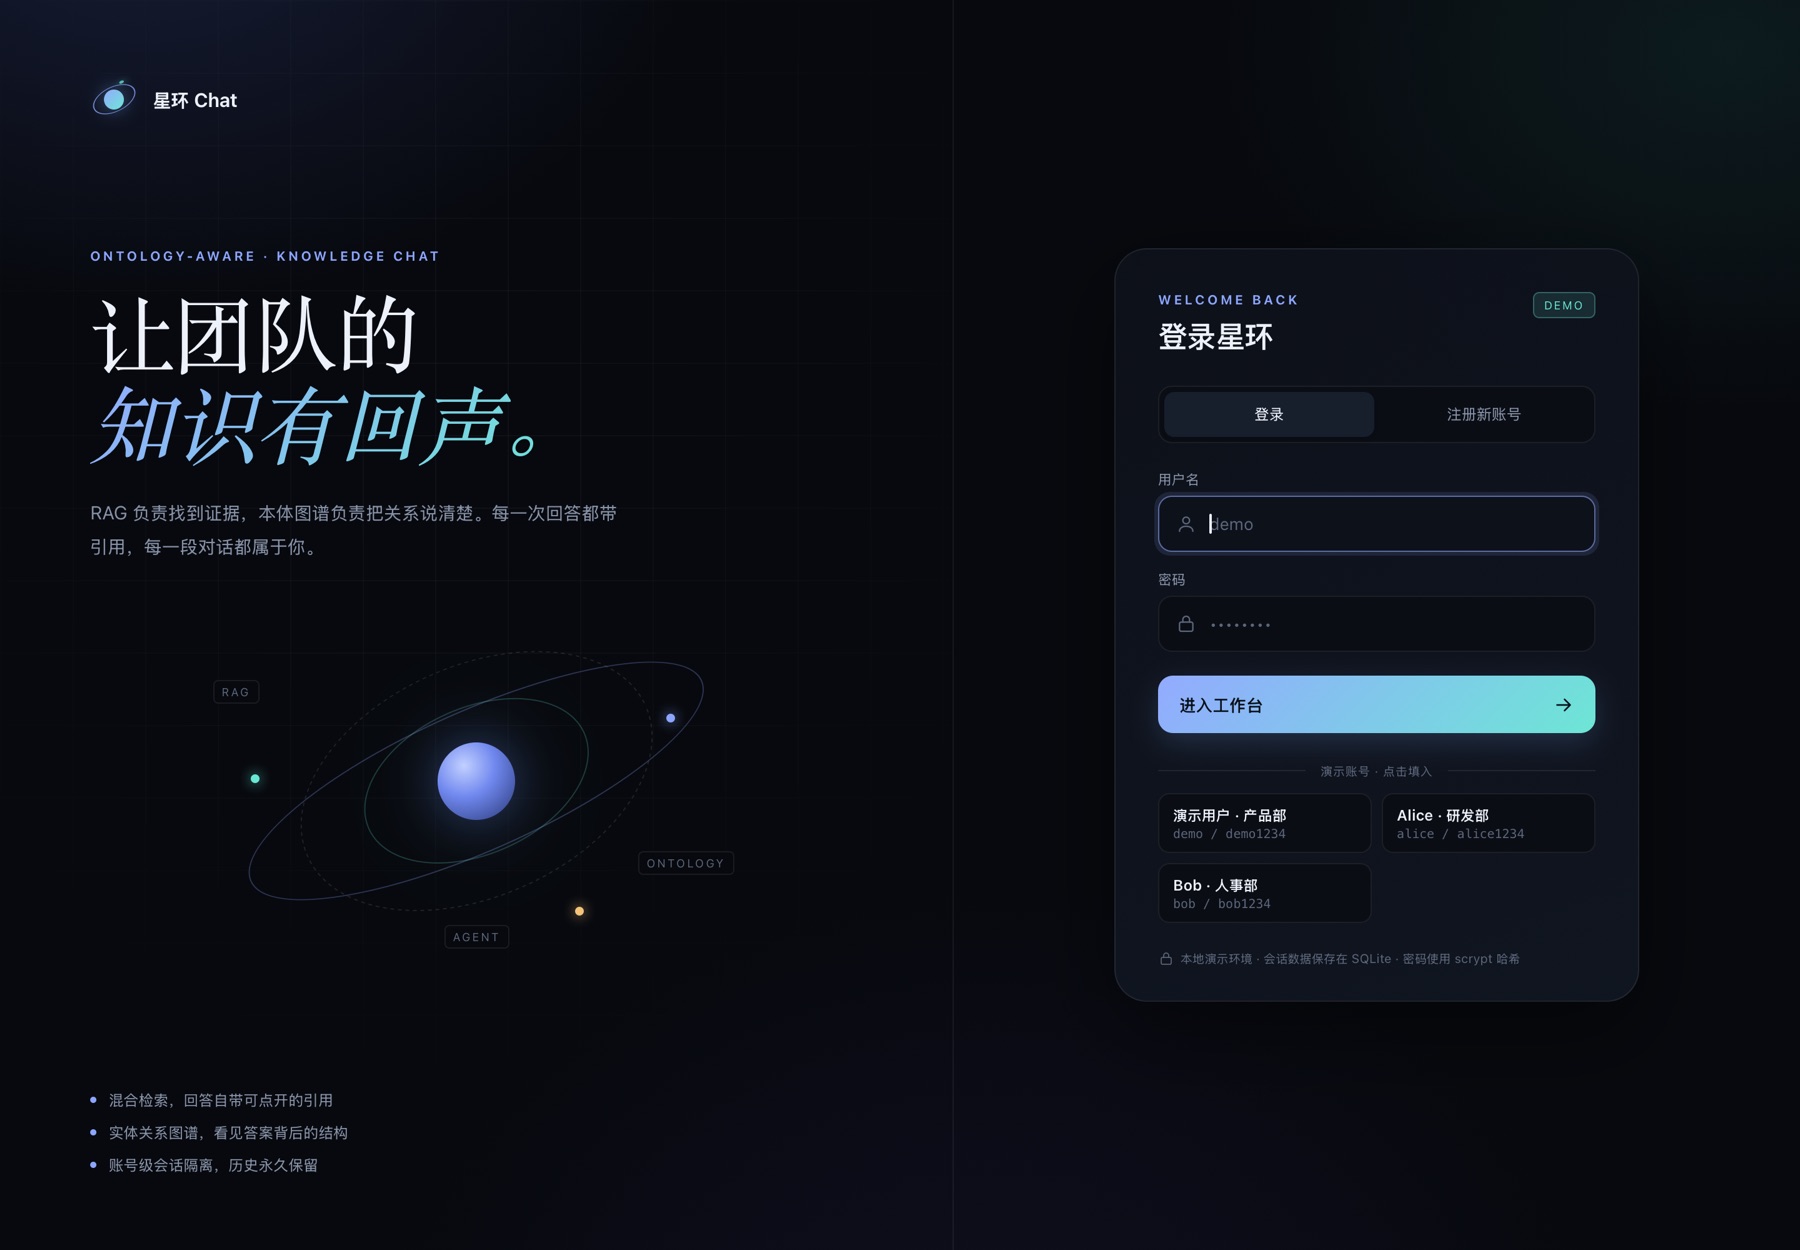 星环 Chat
ONTOLOGY-AWARE · KNOWLEDGE CHAT
让团队的
知识有回声。
RAG 负责找到证据，本体图谱负责把关系说清楚。每一次回答都带
引用，每一段对话都属于你。
RAG
ONTOLOGY
AGENT
混合检索，回答自带可点开的引用
实体关系图谱，看见答案背后的结构
账号级会话隔离，历史永久保留
WELCOME BACK
DEMO
登录星环
登录
注册新账号
用户名
demo
密码
••••••••
进入工作台 →
演示账号 · 点击填入
演示用户 · 产品部
demo / demo1234
Alice · 研发部
alice / alice1234
Bob · 人事部
bob / bob1234
本地演示环境 · 会话数据保存在 SQLite · 密码使用 scrypt 哈希